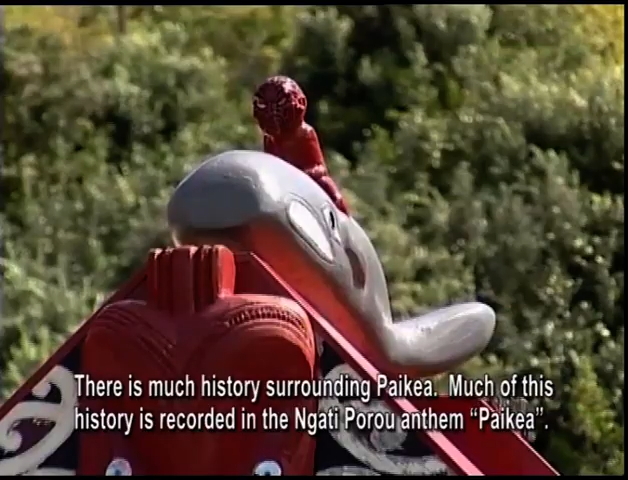 There is much history surrounding Paikea.  Much of this
history is recorded in the Ngati Porou anthem “Paikea”.